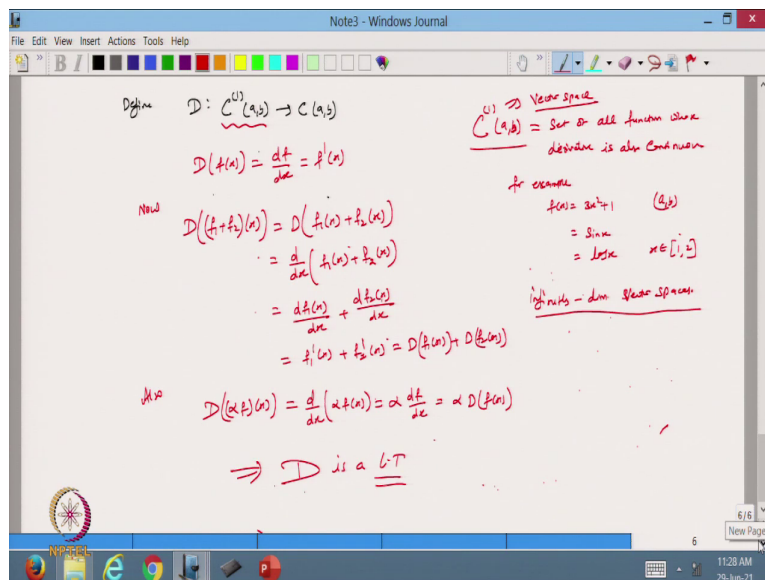 Note3 - Windows Journal
File Edit View Insert Actions Tools Help
Define D: C^(1)(a,b) → C(a,b)
D(f(x)) = df/dx = f'(x)
Now
D((f1+f2)(x)) = D(f1(x)+f2(x))
= d/dx (f1(x)+f2(x))
= df1(x)/dx + df2(x)/dx
= f1'(x) + f2'(x) = D(f1(x)) + D(f2(x))
Also D((αf)(x)) = d/dx (αf(x)) = α df/dx = α D(f(x))
⇒ D is a L.T
⇒ Vector space
C^(1)(a,b) = Set of all function whose
derivative is also continuous
for example
f(x) = 3x²+1 (a,b)
= sinx
= logx x∈[1,2]
infinite-dim vector spaces.
6/6
New Page
6
NPTEL
11:28 AM
29-Jun-21